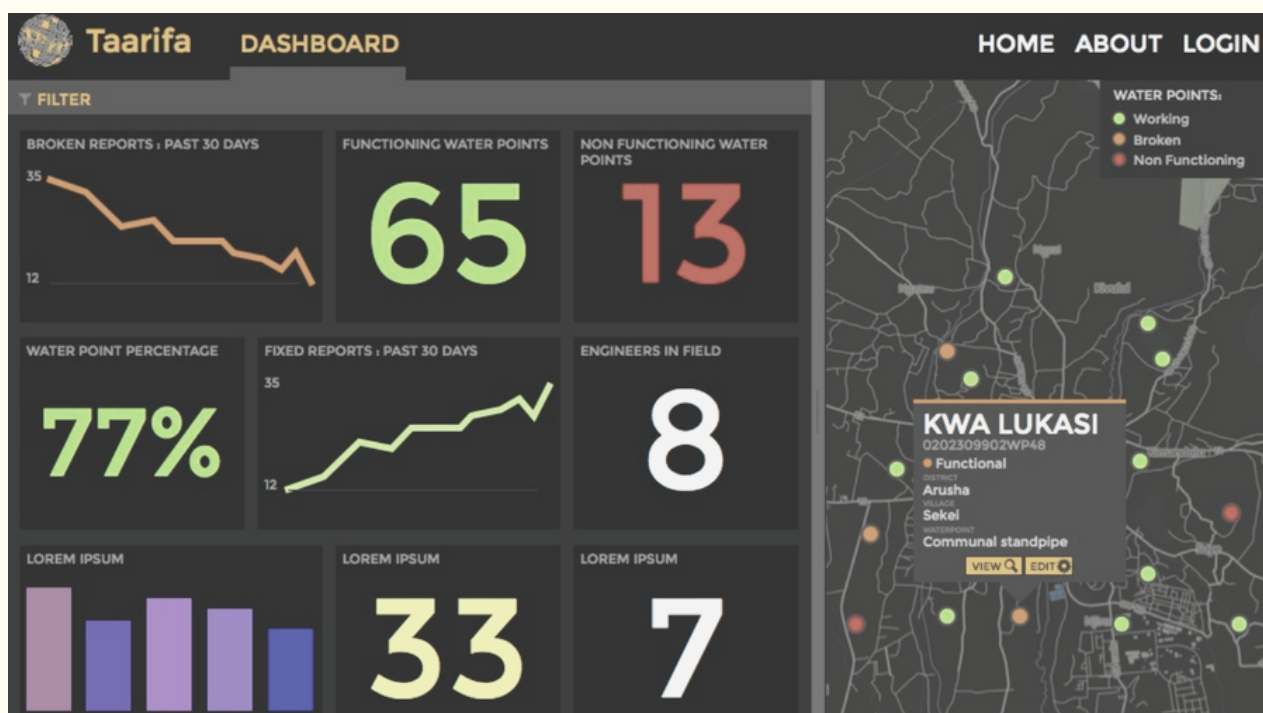 Taarifa
DASHBOARD
HOME ABOUT LOGIN
FILTER
BROKEN REPORTS : PAST 30 DAYS
35
12
FUNCTIONING WATER POINTS
65
NON FUNCTIONING WATER
POINTS
13
WATER POINT PERCENTAGE
77%
FIXED REPORTS : PAST 30 DAYS
35
12
ENGINEERS IN FIELD
8
LOREM IPSUM
LOREM IPSUM
33
LOREM IPSUM
7
WATER POINTS:
Working
Broken
Non Functioning
KWA LUKASI
0202309902WP48
Functional
DISTRICT
Arusha
VILLAGE
Sekei
WATERPOINT
Communal standpipe
VIEW EDIT